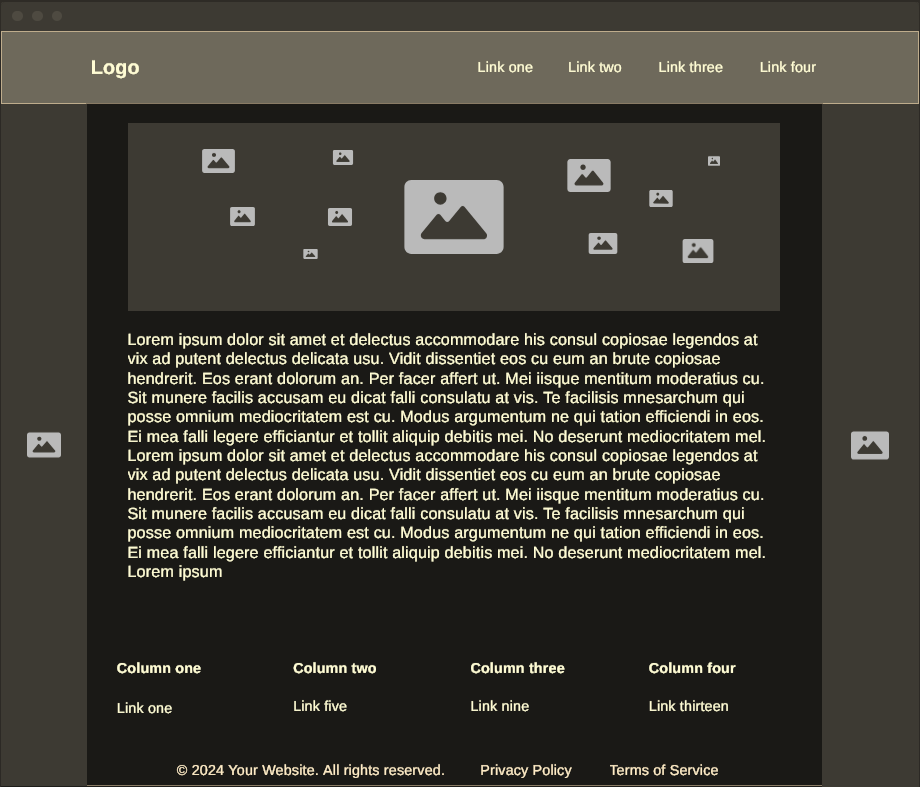 Logo
Link one
Link two
Link three
Link four
Lorem ipsum dolor sit amet et delectus accommodare his consul copiosae legendos at
vix ad putent delectus delicata usu. Vidit dissentiet eos cu eum an brute copiosae
hendrerit. Eos erant dolorum an. Per facer affert ut. Mei iisque mentitum moderatius cu.
Sit munere facilis accusam eu dicat falli consulatu at vis. Te facilisis mnesarchum qui
posse omnium mediocritatem est cu. Modus argumentum ne qui tation efficiendi in eos.
Ei mea falli legere efficiantur et tollit aliquip debitis mei. No deserunt mediocritatem mel.
Lorem ipsum dolor sit amet et delectus accommodare his consul copiosae legendos at
vix ad putent delectus delicata usu. Vidit dissentiet eos cu eum an brute copiosae
hendrerit. Eos erant dolorum an. Per facer affert ut. Mei iisque mentitum moderatius cu.
Sit munere facilis accusam eu dicat falli consulatu at vis. Te facilisis mnesarchum qui
posse omnium mediocritatem est cu. Modus argumentum ne qui tation efficiendi in eos.
Ei mea falli legere efficiantur et tollit aliquip debitis mei. No deserunt mediocritatem mel.
Lorem ipsum
Column one
Link one
Column two
Link five
Column three
Link nine
Column four
Link thirteen
© 2024 Your Website. All rights reserved.
Privacy Policy
Terms of Service